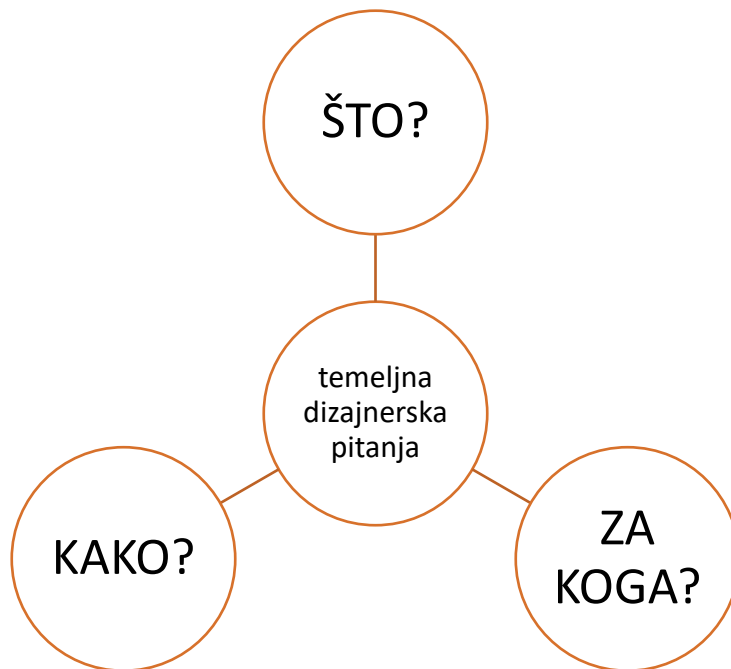 ŠTO?
temeljna
dizajnerska
pitanja
KAKO?
ZA
KOGA?